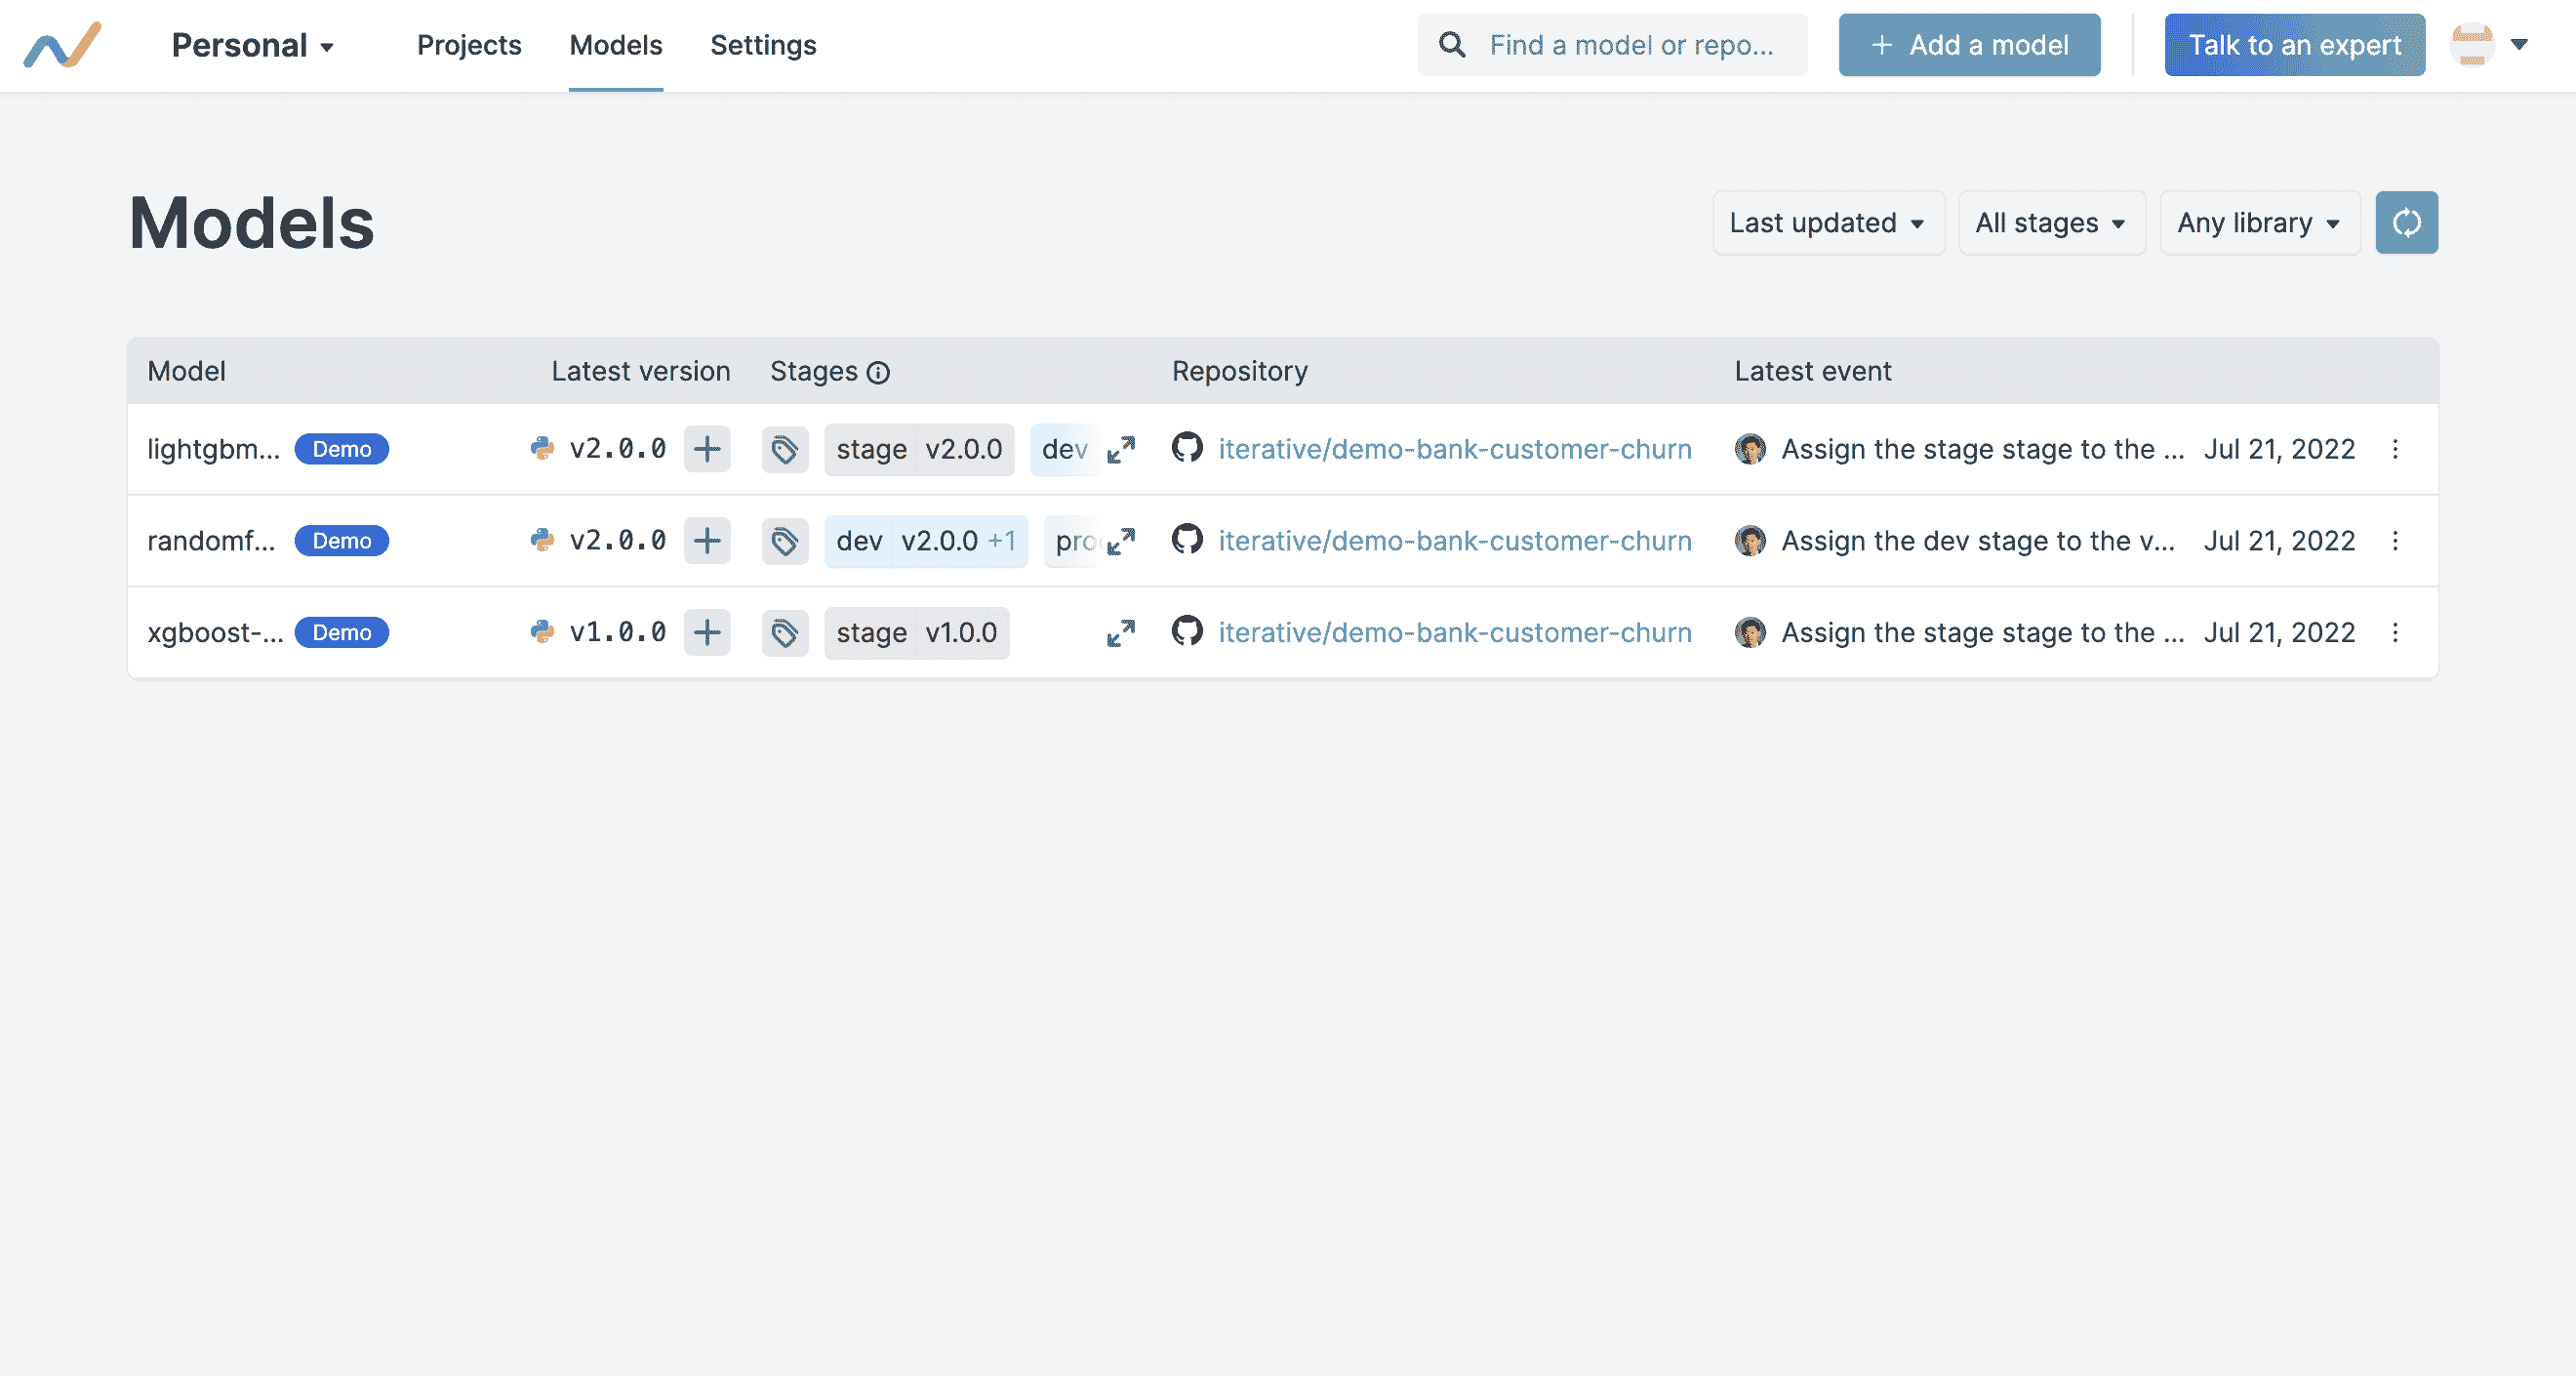 Personal Projects Models Settings Find a model or repo... + Add a model Talk to an expert
Models Last updated All stages Any library
Model Latest version Stages Repository Latest event
lightgbm... Demo v2.0.0 stage v2.0.0 dev iterative/demo-bank-customer-churn Assign the stage stage to the ... Jul 21, 2022
randomf... Demo v2.0.0 dev v2.0.0 +1 iterative/demo-bank-customer-churn Assign the dev stage to the v... Jul 21, 2022
xgboost-... Demo v1.0.0 stage v1.0.0 iterative/demo-bank-customer-churn Assign the stage stage to the ... Jul 21, 2022